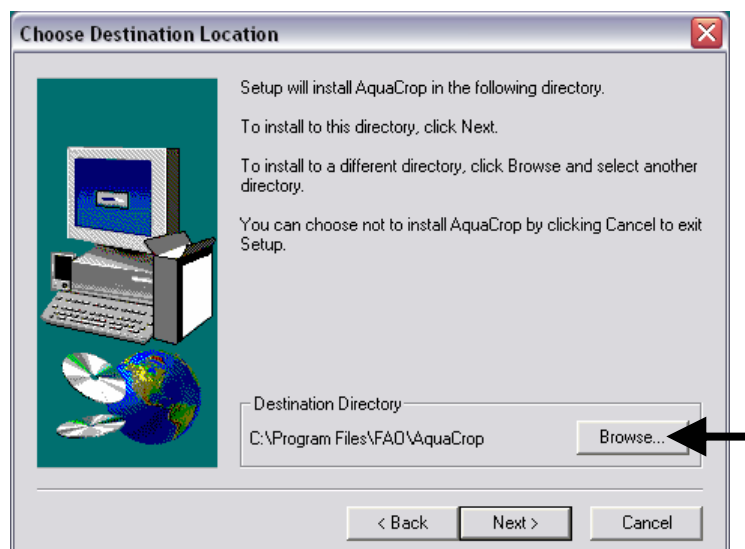 Choose Destination Location
Setup will install AquaCrop in the following directory.
To install to this directory, click Next.
To install to a different directory, click Browse and select another
directory.
You can choose not to install AquaCrop by clicking Cancel to exit
Setup.
Destination Directory
C:\Program Files\FAO\AquaCrop
Browse...
< Back
Next >
Cancel